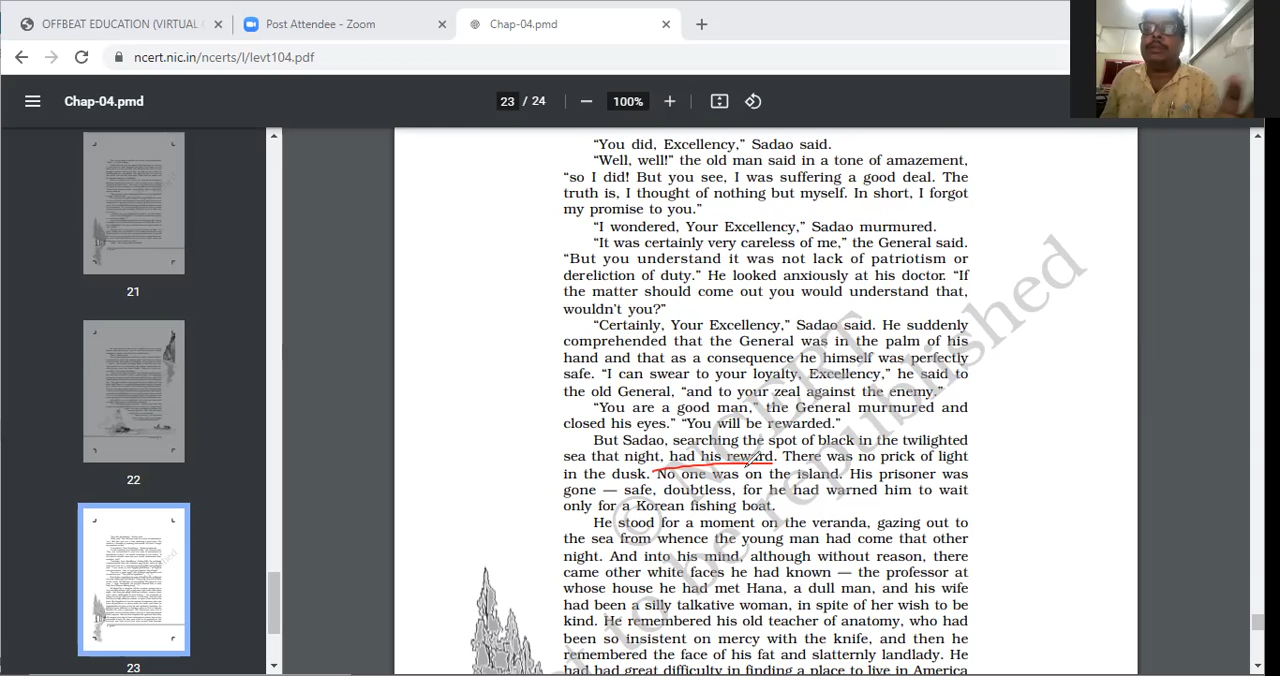 OFFBEAT EDUCATION (VIRTUAL
Post Attendee - Zoom
Chap-04.pmd
ncert.nic.in/ncerts/l/levt104.pdf
Chap-04.pmd
23 / 24
100%
21
22
23
“You did, Excellency,” Sadao said.
“Well, well!” the old man said in a tone of amazement,
“so I did! But you see, I was suffering a good deal. The
truth is, I thought of nothing but myself. In short, I forgot
my promise to you.”
“I wondered, Your Excellency,” Sadao murmured.
“It was certainly very careless of me,” the General said.
“But you understand it was not lack of patriotism or
dereliction of duty.” He looked anxiously at his doctor. “If
the matter should come out you would understand that,
wouldn’t you?”
“Certainly, Your Excellency,” Sadao said. He suddenly
comprehended that the General was in the palm of his
hand and that as a consequence he himself was perfectly
safe. “I can swear to your loyalty, Excellency,” he said to
the old General, “and to your zeal against the enemy.”
“You are a good man,” the General murmured and
closed his eyes.” “You will be rewarded.”
But Sadao, searching the spot of black in the twilighted
sea that night, had his reward. There was no prick of light
in the dusk. No one was on the island. His prisoner was
gone — safe, doubtless, for he had warned him to wait
only for a Korean fishing boat.
He stood for a moment on the veranda, gazing out to
the sea from whence the young man had come that other
night. And into his mind, although without reason, there
came other white faces he had known — the professor at
whose house he had met Hana, a dull man, and his wife
had been a silly talkative woman, in spite of her wish to be
kind. He remembered his old teacher of anatomy, who had
been so insistent on mercy with the knife, and then he
remembered the face of his fat and slatternly landlady. He
had had great difficulty in finding a place to live in America
© NCERT
not to be republished